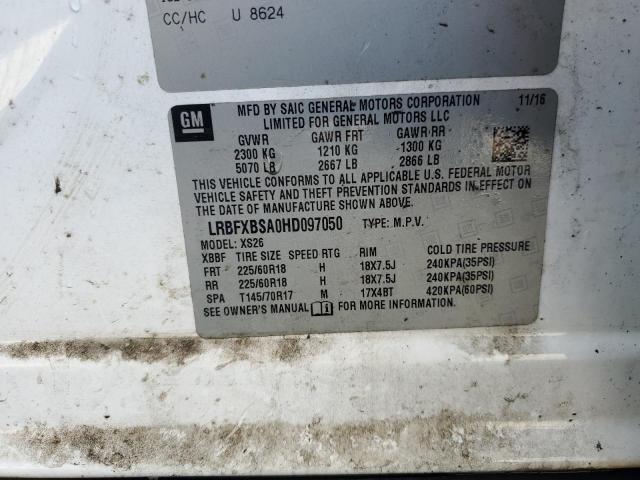 CC/HC U 8624
GM
MFD BY SAIC GENERAL MOTORS CORPORATION 11/16
LIMITED FOR GENERAL MOTORS LLC
GVWR GAWR FRT GAWR RR
2300 KG 1210 KG 1300 KG
5070 LB 2667 LB 2866 LB
THIS VEHICLE CONFORMS TO ALL APPLICABLE U.S. FEDERAL MOTOR
VEHICLE SAFETY AND THEFT PREVENTION STANDARDS IN EFFECT ON
THE DATE OF MANUFACTURE SHOWN ABOVE.
LRBFXBSA0HD097050 TYPE: M.P.V.
MODEL: XS26
XBBF TIRE SIZE SPEED RTG RIM COLD TIRE PRESSURE
FRT 225/60R18 H 18X7.5J 240KPA(35PSI)
RR 225/60R18 H 18X7.5J 240KPA(35PSI)
SPA T145/70R17 M 17X4BT 420KPA(60PSI)
SEE OWNER'S MANUAL FOR MORE INFORMATION.